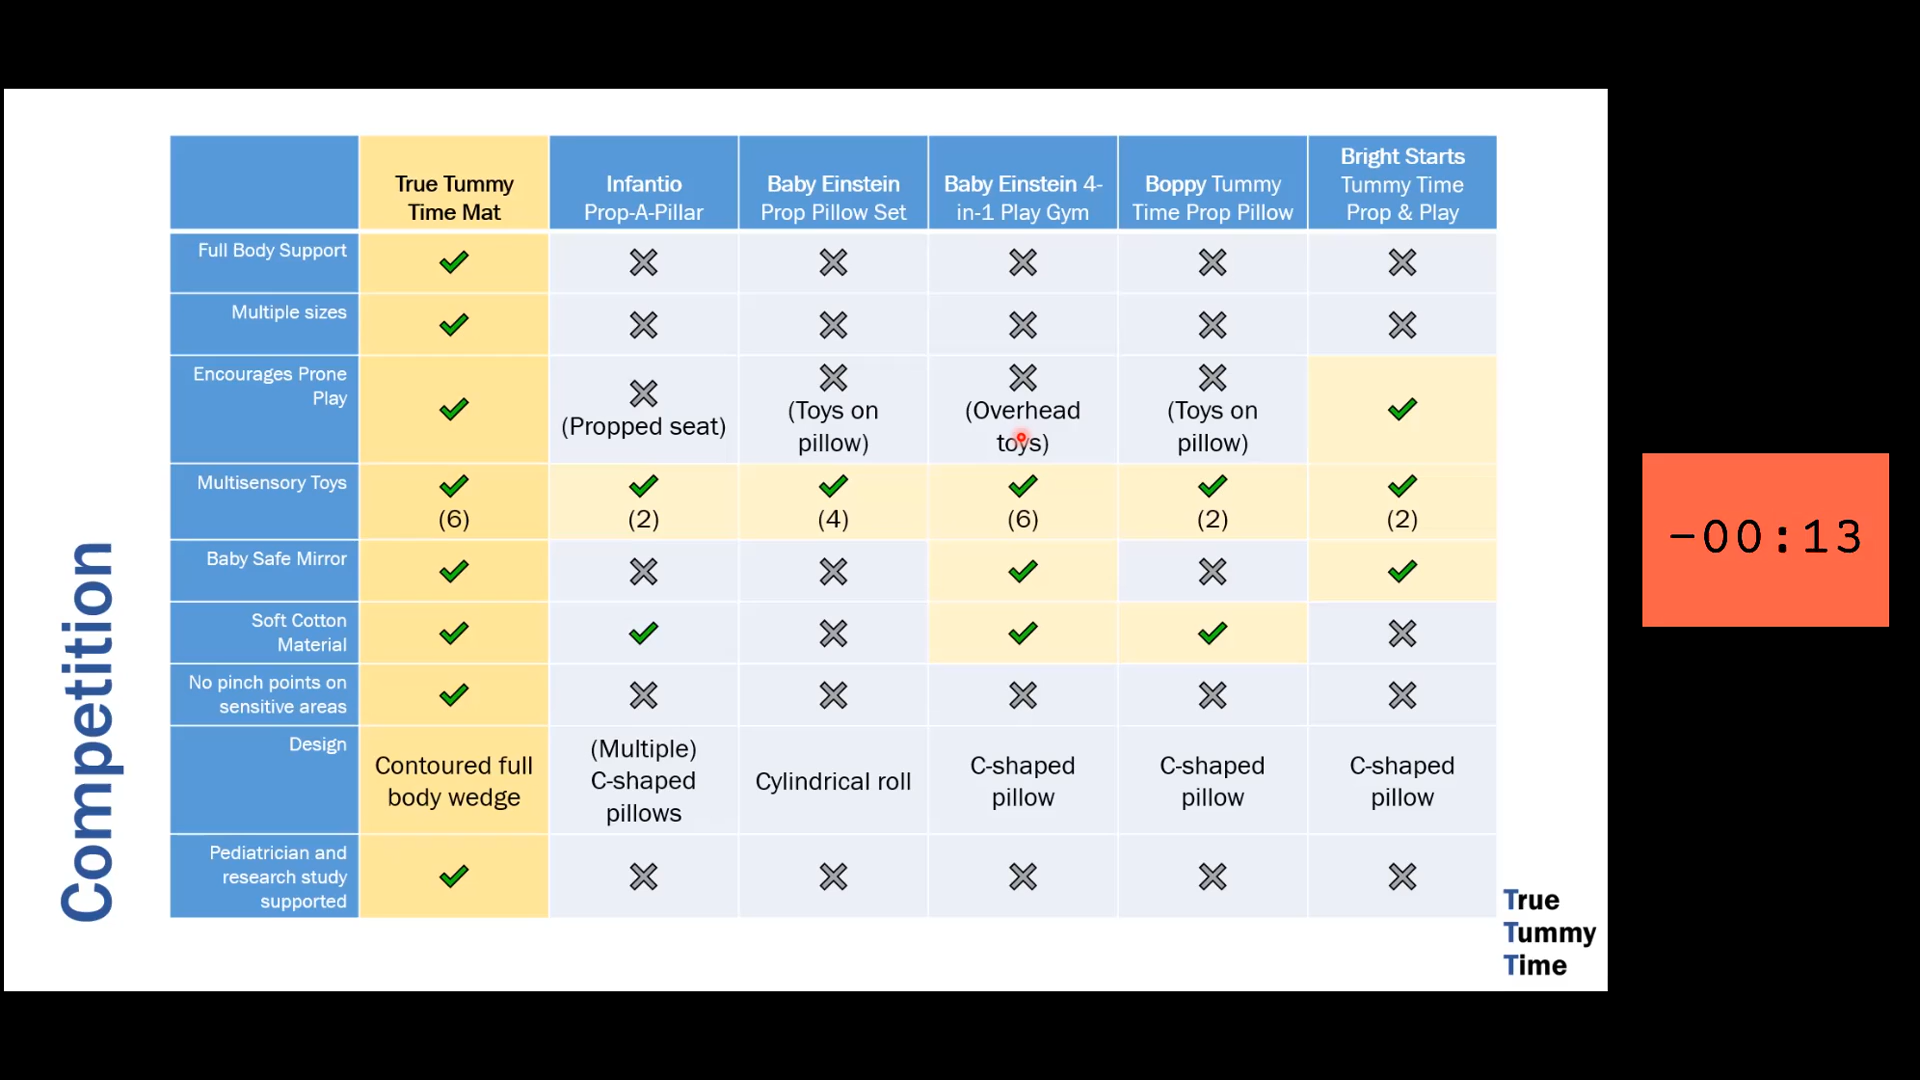 Competition
True Tummy
Time Mat
Infantio
Prop-A-Pillar
Baby Einstein
Prop Pillow Set
Baby Einstein 4-
in-1 Play Gym
Boppy Tummy
Time Prop Pillow
Bright Starts
Tummy Time
Prop & Play
Full Body Support
Multiple sizes
Encourages Prone
Play
(Propped seat)
(Toys on
pillow)
(Overhead
toys)
(Toys on
pillow)
Multisensory Toys
(6)
(2)
(4)
(6)
(2)
(2)
Baby Safe Mirror
Soft Cotton
Material
No pinch points on
sensitive areas
Design
Contoured full
body wedge
(Multiple)
C-shaped
pillows
Cylindrical roll
C-shaped
pillow
C-shaped
pillow
C-shaped
pillow
Pediatrician and
research study
supported
True
Tummy
Time
-00:13